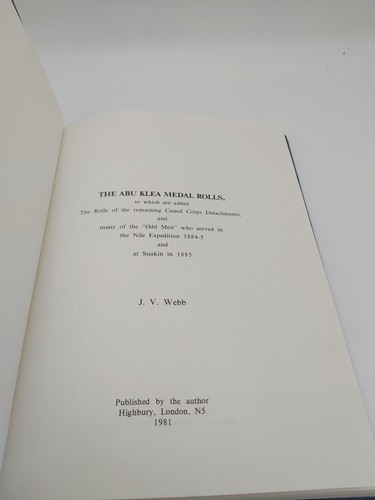 THE ABU KLEA MEDAL ROLLS,
to which are added
The Rolls of the remaining Camel Corps Detachments,
and
many of the "Odd Men" who served in
the Nile Expedition 1884-5
and
at Suakin in 1885
J. V. Webb
Published by the author
Highbury, London, N5
1981